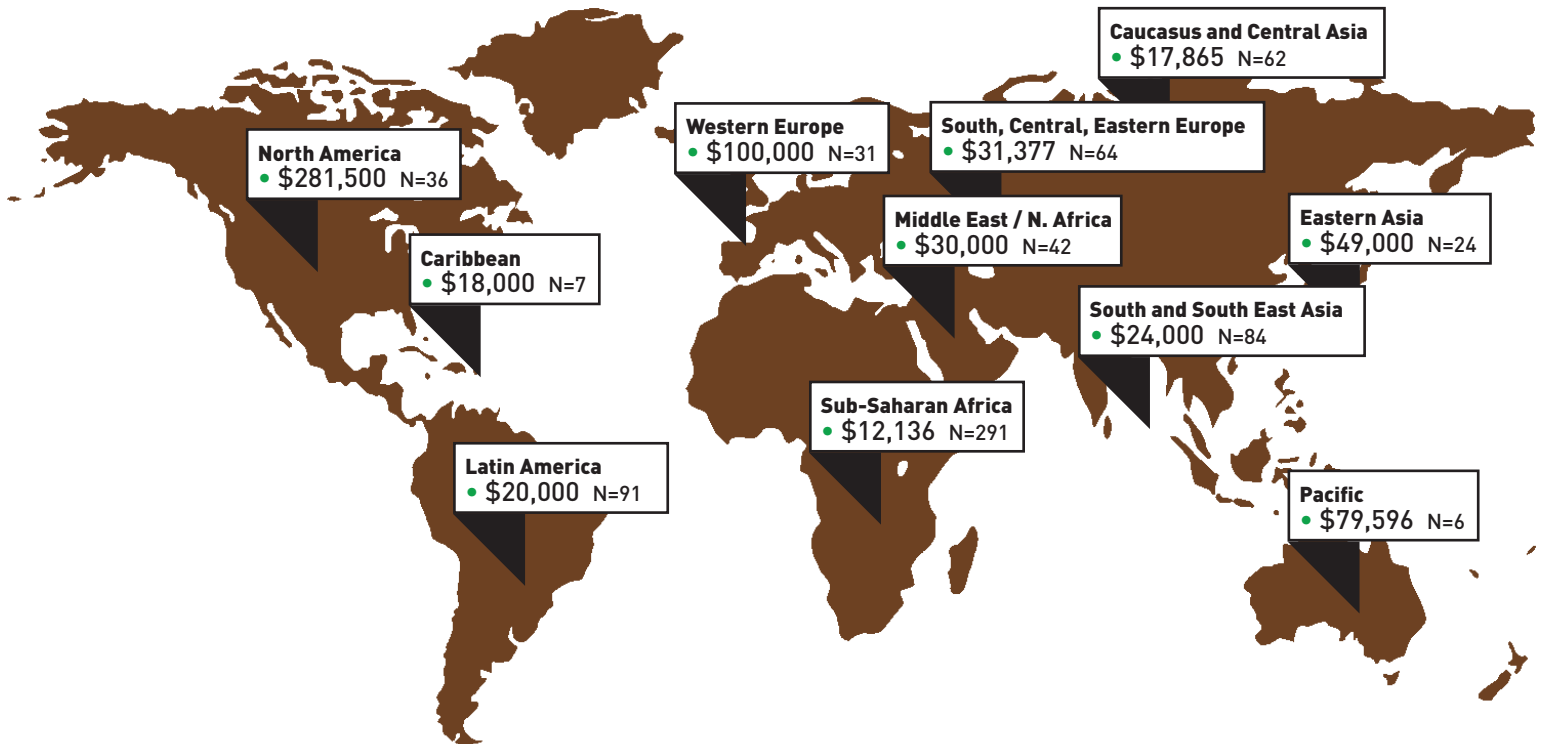 Caucasus and Central Asia
• $17,865 N=62
Western Europe
• $100,000 N=31
South, Central, Eastern Europe
• $31,377 N=64
North America
• $281,500 N=36
Middle East / N. Africa
• $30,000 N=42
Eastern Asia
• $49,000 N=24
Caribbean
• $18,000 N=7
South and South East Asia
• $24,000 N=84
Sub-Saharan Africa
• $12,136 N=291
Latin America
• $20,000 N=91
Pacific
• $79,596 N=6